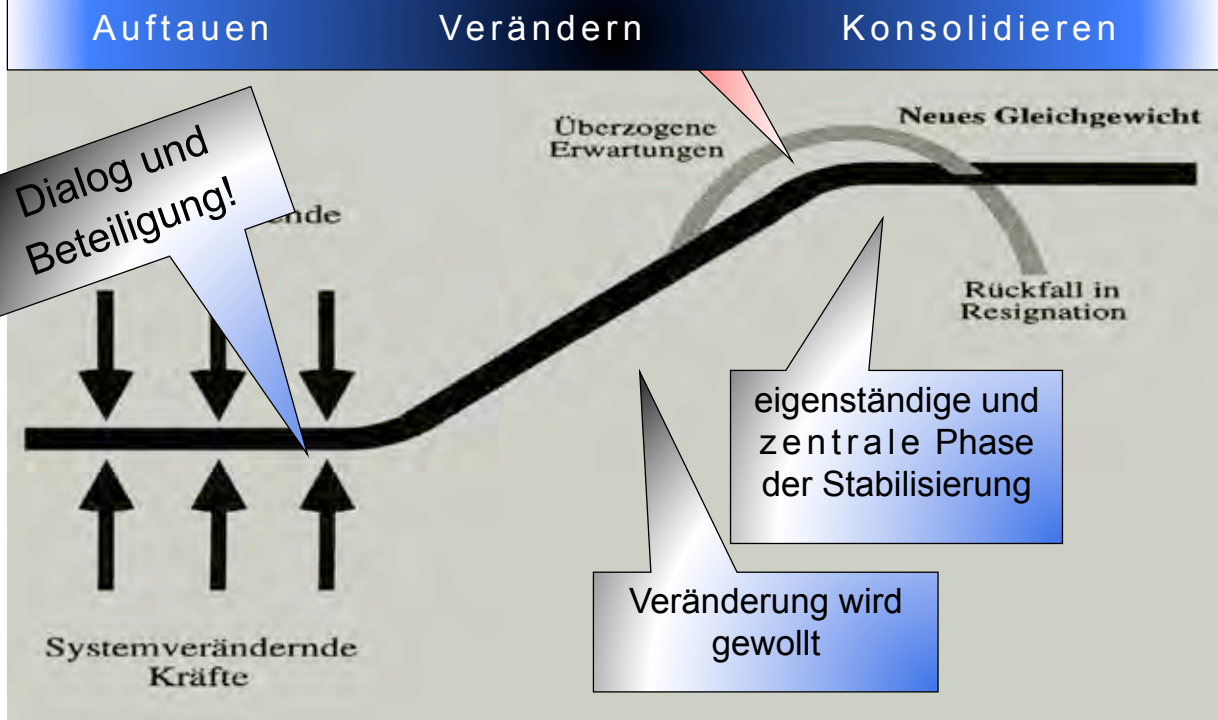 Auftauen Verändern Konsolidieren
Dialog und
Beteiligung!
Überzogene
Erwartungen
Neues Gleichgewicht
Rückfall in
Resignation
eigenständige und
zentrale Phase
der Stabilisierung
Veränderung wird
gewollt
Systemverändernde
Kräfte